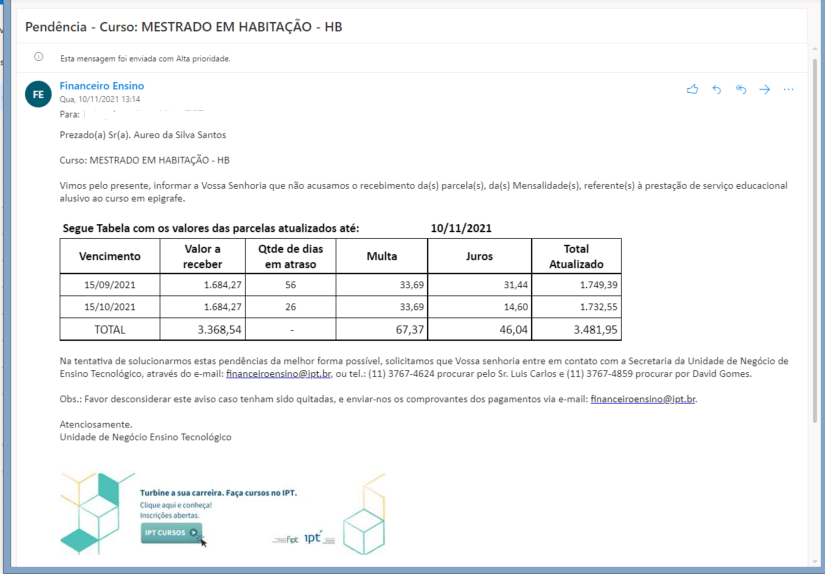 Pendência - Curso: MESTRADO EM HABITAÇÃO - HB
Esta mensagem foi enviada com Alta prioridade.
FE
Financeiro Ensino
Qua, 10/11/2021 13:14
Para:
Prezado(a) Sr(a). Aureo da Silva Santos
Curso: MESTRADO EM HABITAÇÃO - HB
Vimos pelo presente, informar a Vossa Senhoria que não acusamos o recebimento da(s) parcela(s), da(s) Mensalidade(s), referente(s) à prestação de serviço educacional
alusivo ao curso em epigrafe.
Segue Tabela com os valores das parcelas atualizados até: 10/11/2021
Vencimento Valor a receber Qtde de dias em atraso Multa Juros Total Atualizado
15/09/2021 1.684,27 56 33,69 31,44 1.749,39
15/10/2021 1.684,27 26 33,69 14,60 1.732,55
TOTAL 3.368,54 - 67,37 46,04 3.481,95
Na tentativa de solucionarmos estas pendências da melhor forma possível, solicitamos que Vossa senhoria entre em contato com a Secretaria da Unidade de Negócio de
Ensino Tecnológico, através do e-mail: financeiroensino@ipt.br, ou tel.: (11) 3767-4624 procurar pelo Sr. Luis Carlos e (11) 3767-4859 procurar por David Gomes.
Obs.: Favor desconsiderar este aviso caso tenham sido quitadas, e enviar-nos os comprovantes dos pagamentos via e-mail: financeiroensino@ipt.br.
Atenciosamente.
Unidade de Negócio Ensino Tecnológico
Turbine a sua carreira. Faça cursos no IPT.
Clique aqui e conheça!
Inscrições abertas.
IPT CURSOS
fipt ipt